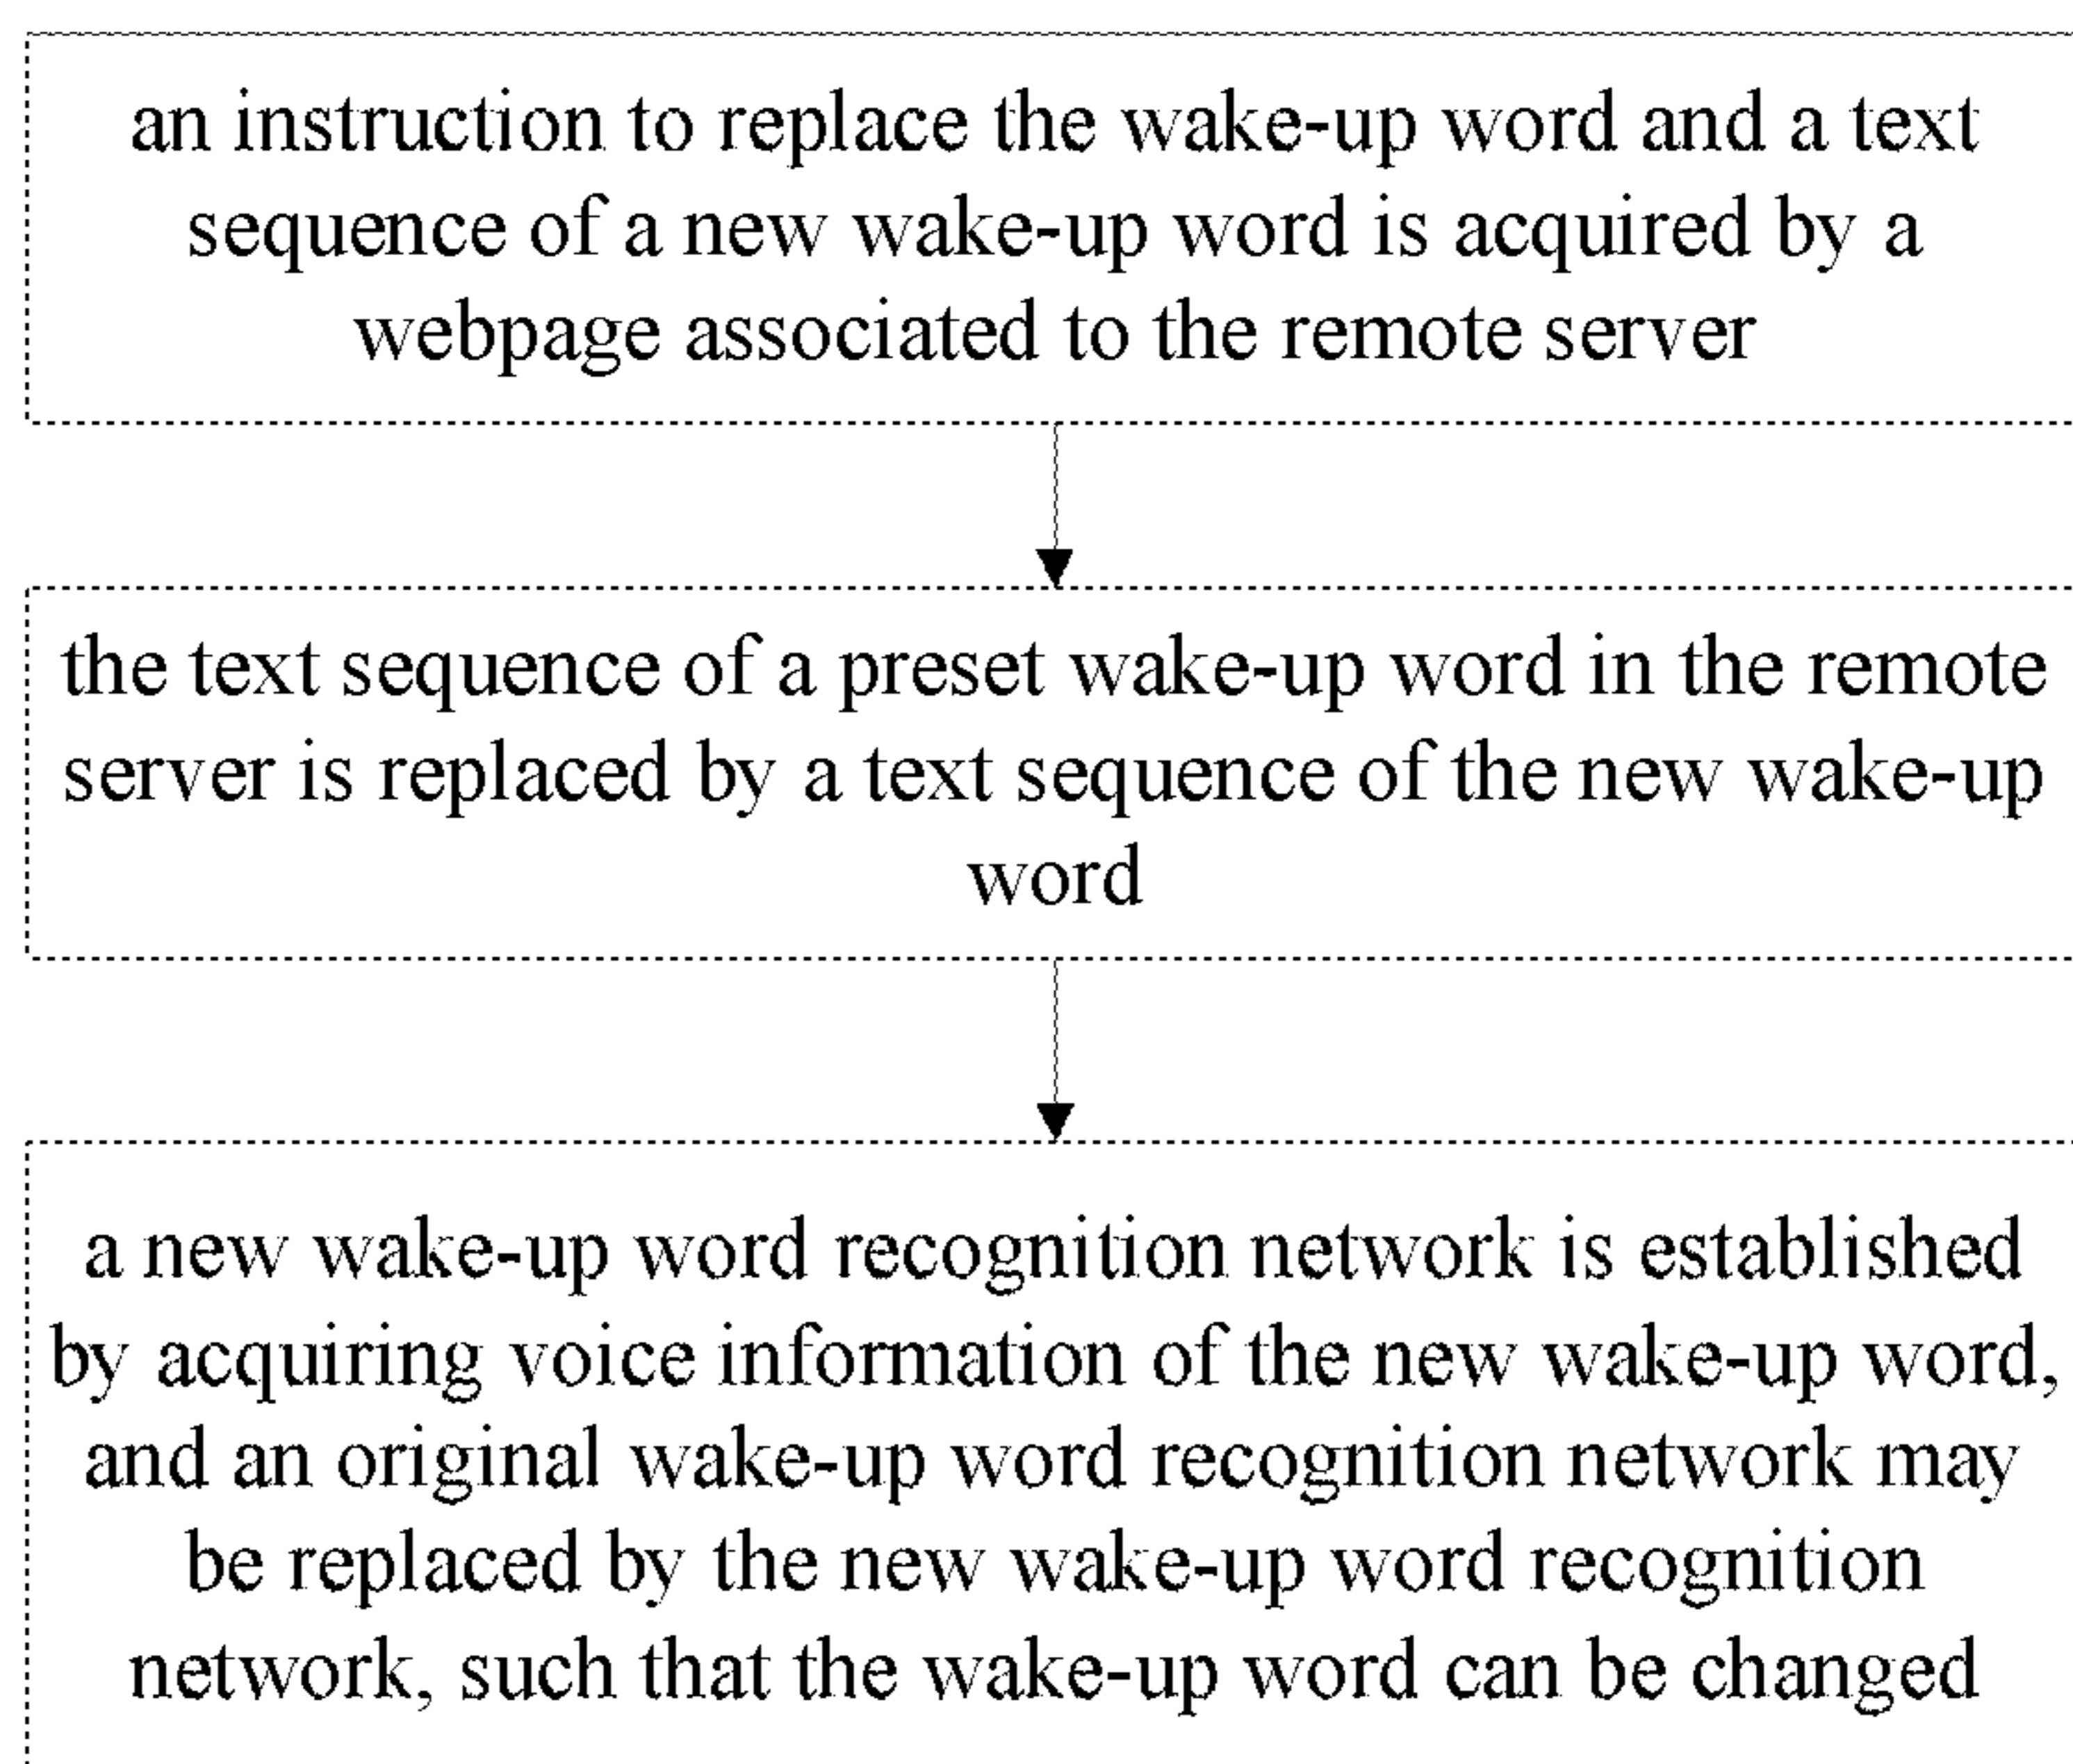 an instruction to replace the wake-up word and a text
sequence of a new wake-up word is acquired by a
webpage associated to the remote server
the text sequence of a preset wake-up word in the remote
server is replaced by a text sequence of the new wake-up
word
a new wake-up word recognition network is established
by acquiring voice information of the new wake-up word,
and an original wake-up word recognition network may
be replaced by the new wake-up word recognition
network, such that the wake-up word can be changed